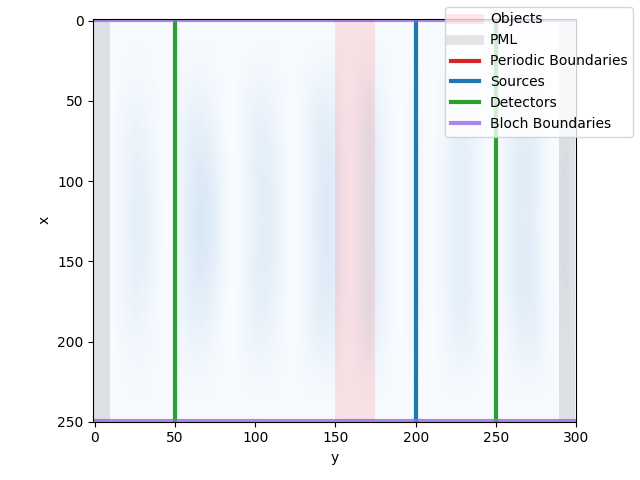 Objects
PML
Periodic Boundaries
Sources
Detectors
Bloch Boundaries
0
50
100
150
200
250
x
0 50 100 150 200 250 300
y